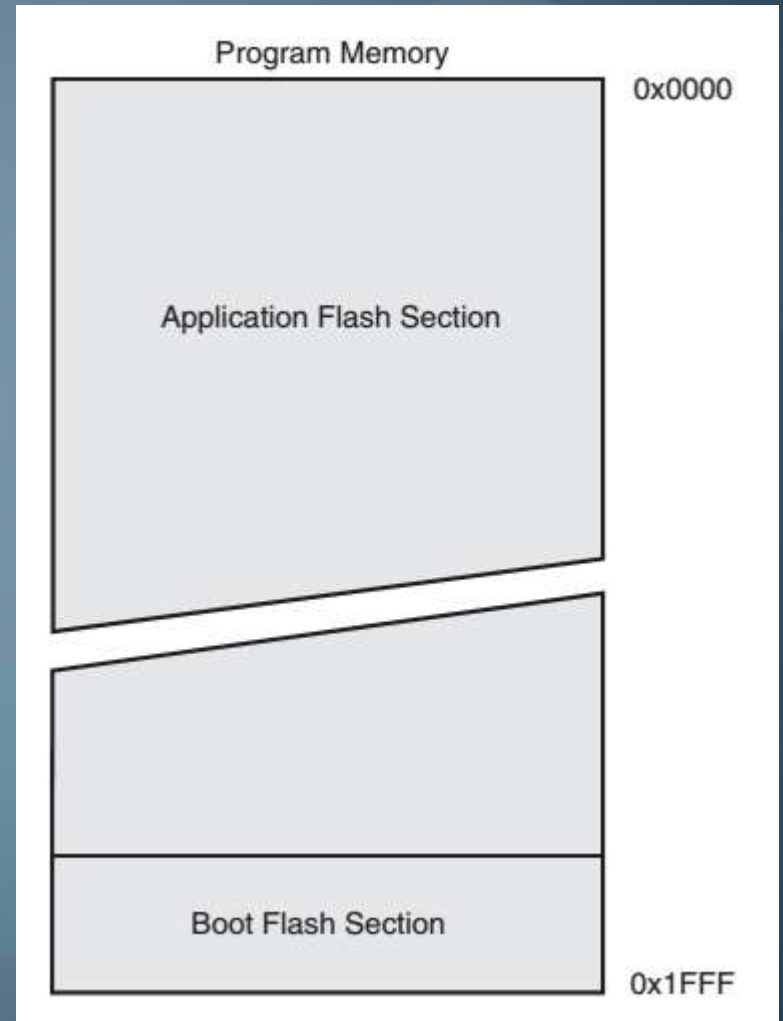 Program Memory
0x0000
Application Flash Section
Boot Flash Section
0x1FFF